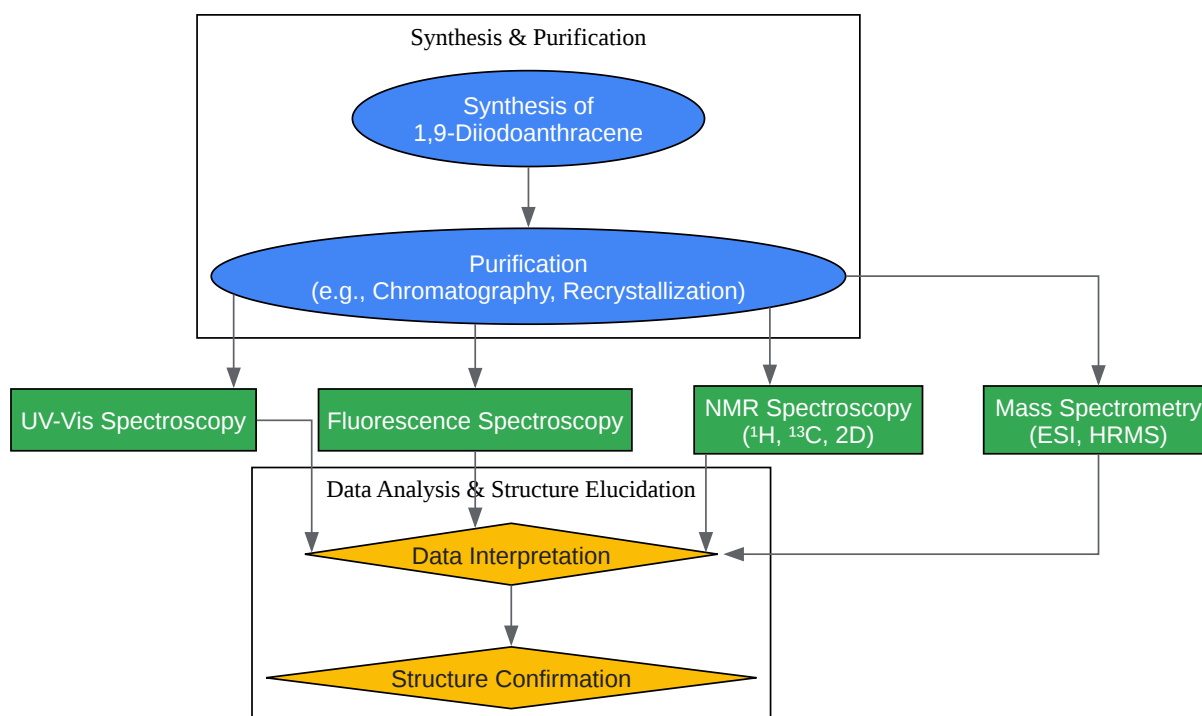 Synthesis & Purification
Synthesis of
1,9-Diiodoanthracene
Purification
(e.g., Chromatography, Recrystallization)
UV-Vis Spectroscopy
Fluorescence Spectroscopy
NMR Spectroscopy
(¹H, ¹³C, 2D)
Mass Spectrometry
(ESI, HRMS)
Data Analysis & Structure Elucidation
Data Interpretation
Structure Confirmation